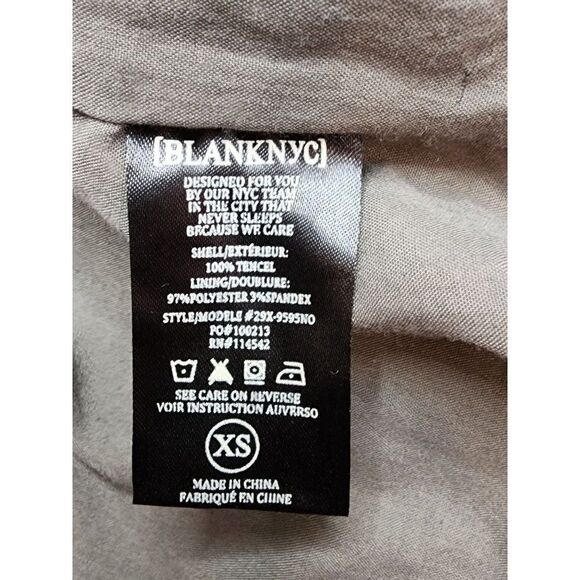 [BLANKNYC]
DESIGNED FOR YOU
BY OUR NYC TEAM
IN THE CITY THAT
NEVER SLEEPS
BECAUSE WE CARE
SHELL/EXTÉRIEUR:
100% TENCEL
LINING/DOUBLURE:
97%POLYESTER 3%SPANDEX
STYLE/MODELE #29X-9595NO
PO#100213
RN#114542
SEE CARE ON REVERSE
VOIR INSTRUCTION AUVERSO
XS
MADE IN CHINA
FABRIQUÉ EN CHINE